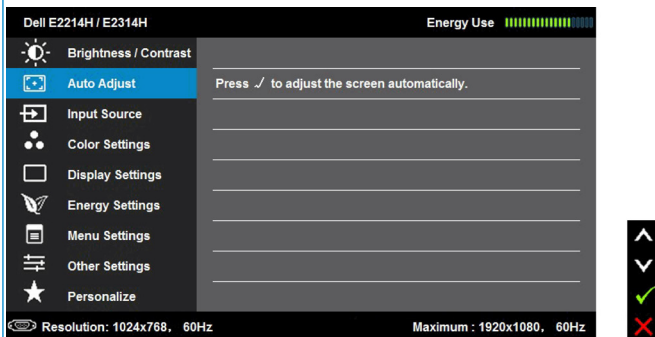 Dell E2214H / E2314H Energy Use
Brightness / Contrast
Auto Adjust Press ✓ to adjust the screen automatically.
Input Source
Color Settings
Display Settings
Energy Settings
Menu Settings
Other Settings
Personalize
Resolution: 1024x768, 60Hz Maximum : 1920x1080, 60Hz